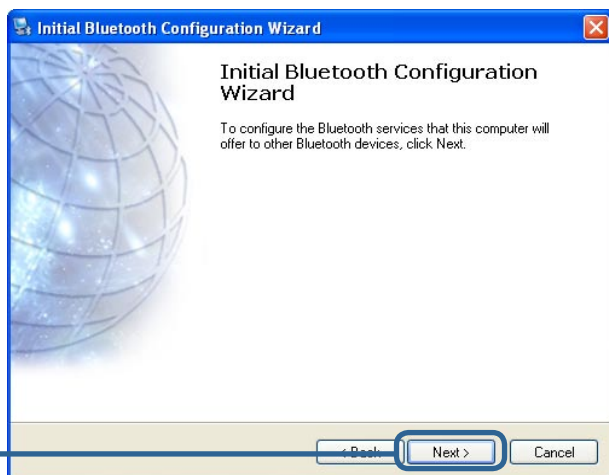 Initial Bluetooth Configuration Wizard
Initial Bluetooth Configuration
Wizard
To configure the Bluetooth services that this computer will
offer to other Bluetooth devices, click Next.
< Back
Next >
Cancel